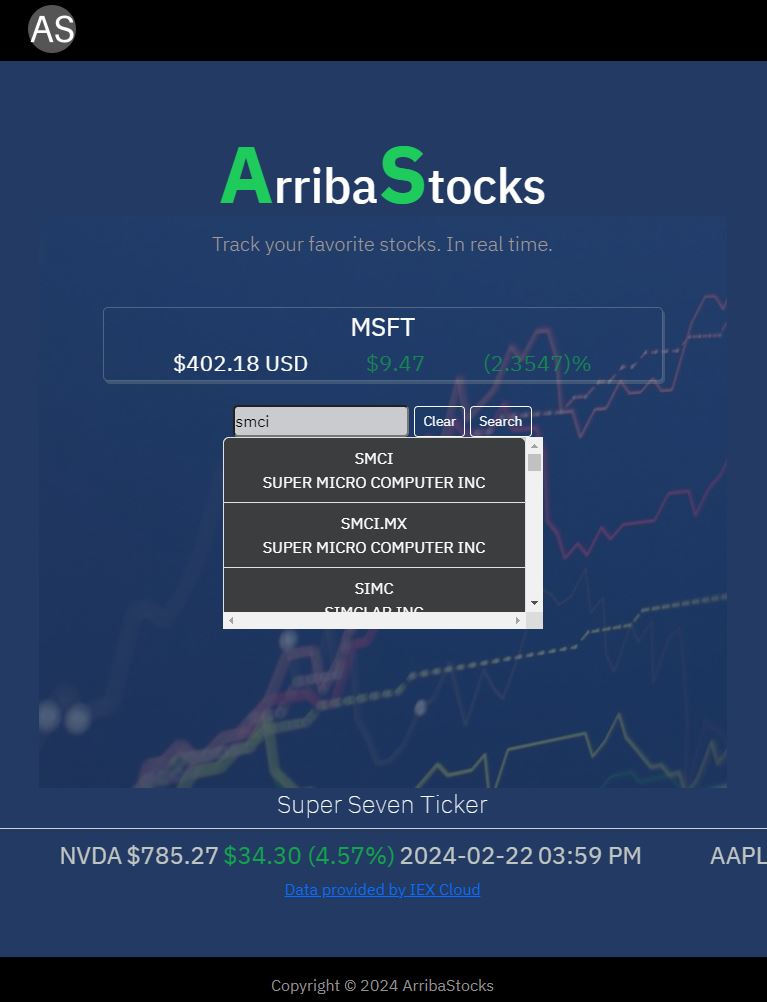 AS
ArribaStocks
Track your favorite stocks. In real time.
MSFT
$402.18 USD $9.47 (2.3547)%
smci Clear Search
SMCI
SUPER MICRO COMPUTER INC
SMCI.MX
SUPER MICRO COMPUTER INC
SIMC
SIMCLAR INC
Super Seven Ticker
NVDA $785.27 $34.30 (4.57%) 2024-02-22 03:59 PM AAPL
Data provided by IEX Cloud
Copyright © 2024 ArribaStocks